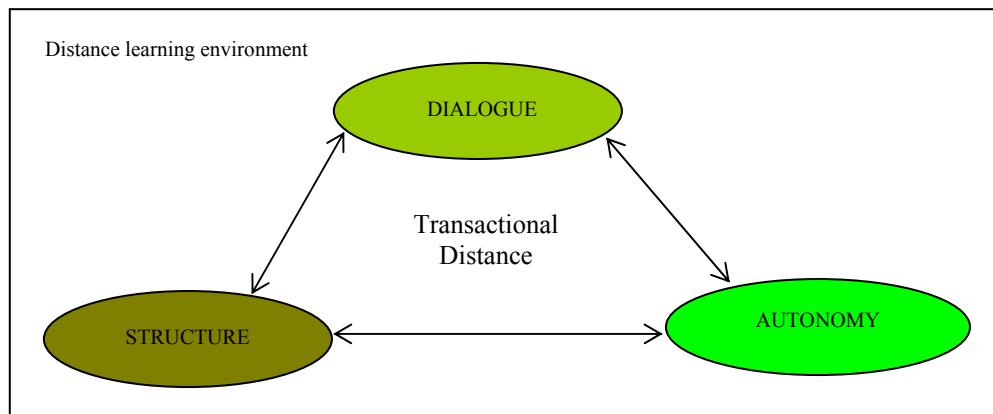 Distance learning environment
DIALOGUE
Transactional
Distance
STRUCTURE
AUTONOMY